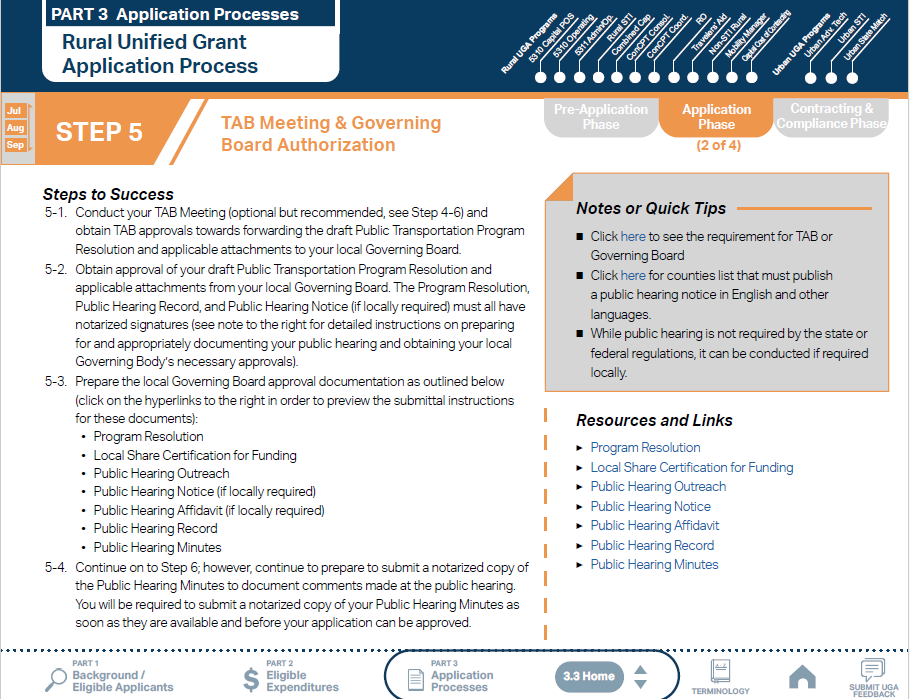 PART 3 Application Processes
Rural Unified Grant
Application Process
Rural UGA Programs
5310 Capital POS
5310 Operating
5311 Admin/Op.
Rural STI
Combined Cap
ConCPT Consol.
ConCPT Coord.
RO
Travelers' Aid
Non-STI Rural
Mobility Manager
Capital Cost of Contracting
Urban UGA Programs
Urban Adv. Tech
Urban STI
Urban State Match
Jul
Aug
Sep
STEP 5
TAB Meeting & Governing
Board Authorization
Pre-Application
Phase
Application
Phase
(2 of 4)
Contracting &
Compliance Phase
Steps to Success
5-1. Conduct your TAB Meeting (optional but recommended, see Step 4-6) and
obtain TAB approvals towards forwarding the draft Public Transportation Program
Resolution and applicable attachments to your local Governing Board.
5-2. Obtain approval of your draft Public Transportation Program Resolution and
applicable attachments from your local Governing Board. The Program Resolution,
Public Hearing Record, and Public Hearing Notice (if locally required) must all have
notarized signatures (see note to the right for detailed instructions on preparing
for and appropriately documenting your public hearing and obtaining your local
Governing Body's necessary approvals).
5-3. Prepare the local Governing Board approval documentation as outlined below
(click on the hyperlinks to the right in order to preview the submittal instructions
for these documents):
• Program Resolution
• Local Share Certification for Funding
• Public Hearing Outreach
• Public Hearing Notice (if locally required)
• Public Hearing Affidavit (if locally required)
• Public Hearing Record
• Public Hearing Minutes
5-4. Continue on to Step 6; however, continue to prepare to submit a notarized copy of
the Public Hearing Minutes to document comments made at the public hearing.
You will be required to submit a notarized copy of your Public Hearing Minutes as
soon as they are available and before your application can be approved.
Notes or Quick Tips
■ Click here to see the requirement for TAB or
Governing Board
■ Click here for counties list that must publish
a public hearing notice in English and other
languages.
■ While public hearing is not required by the state or
federal regulations, it can be conducted if required
locally.
Resources and Links
► Program Resolution
► Local Share Certification for Funding
► Public Hearing Outreach
► Public Hearing Notice
► Public Hearing Affidavit
► Public Hearing Record
► Public Hearing Minutes
PART 1
Background /
Eligible Applicants
PART 2
Eligible
Expenditures
PART 3
Application
Processes
3.3 Home
TERMINOLOGY
SUBMIT UGA
FEEDBACK